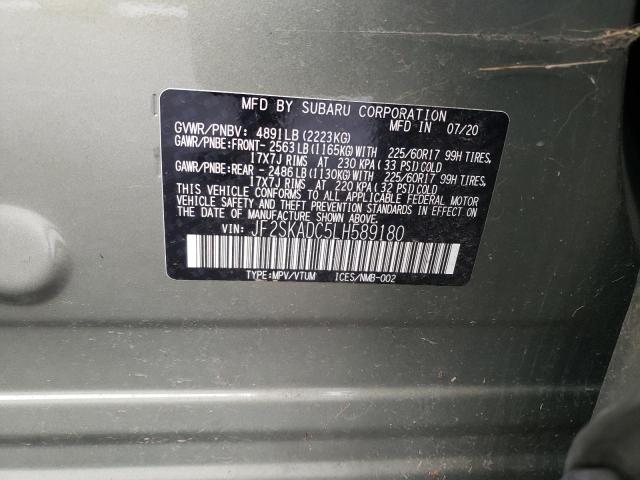 MFD BY SUBARU CORPORATION
MFD IN 07/20
GVWR/PNBV: 4891LB (2223KG)
GAWR/PNBE:FRONT- 2563LB(1165KG)WITH 225/60R17 99H TIRES,
17X7J RIMS AT 230 KPA (33 PSI)COLD
GAWR/PNBE:REAR - 2486LB(1130KG)WITH 225/60R17 99H TIRES,
17X7J RIMS AT 220 KPA(32 PSI)COLD
THIS VEHICLE CONFORMS TO ALL APPLICABLE FEDERAL MOTOR
VEHICLE SAFETY AND THEFT PREVENTION STANDARDS IN EFFECT
ON THE DATE OF MANUFACTURE SHOWN ABOVE.
VIN: JF2SKADC5LH589180
TYPE:MPV/VTUM ICES/NMB-002